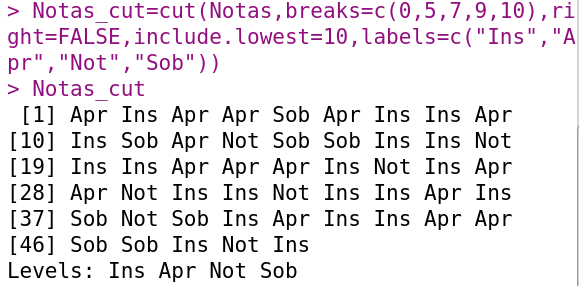 > Notas_cut=cut(Notas,breaks=c(0,5,7,9,10),ri
ght=FALSE,include.lowest=10,labels=c("Ins","A
pr","Not","Sob"))
> Notas_cut
 [1] Apr Ins Apr Apr Sob Apr Ins Ins Apr
[10] Ins Sob Apr Not Sob Sob Ins Ins Not
[19] Ins Ins Apr Apr Apr Ins Not Ins Apr
[28] Apr Not Ins Ins Not Ins Ins Apr Ins
[37] Sob Not Sob Ins Apr Ins Ins Apr Apr
[46] Sob Sob Ins Not Ins
Levels: Ins Apr Not Sob